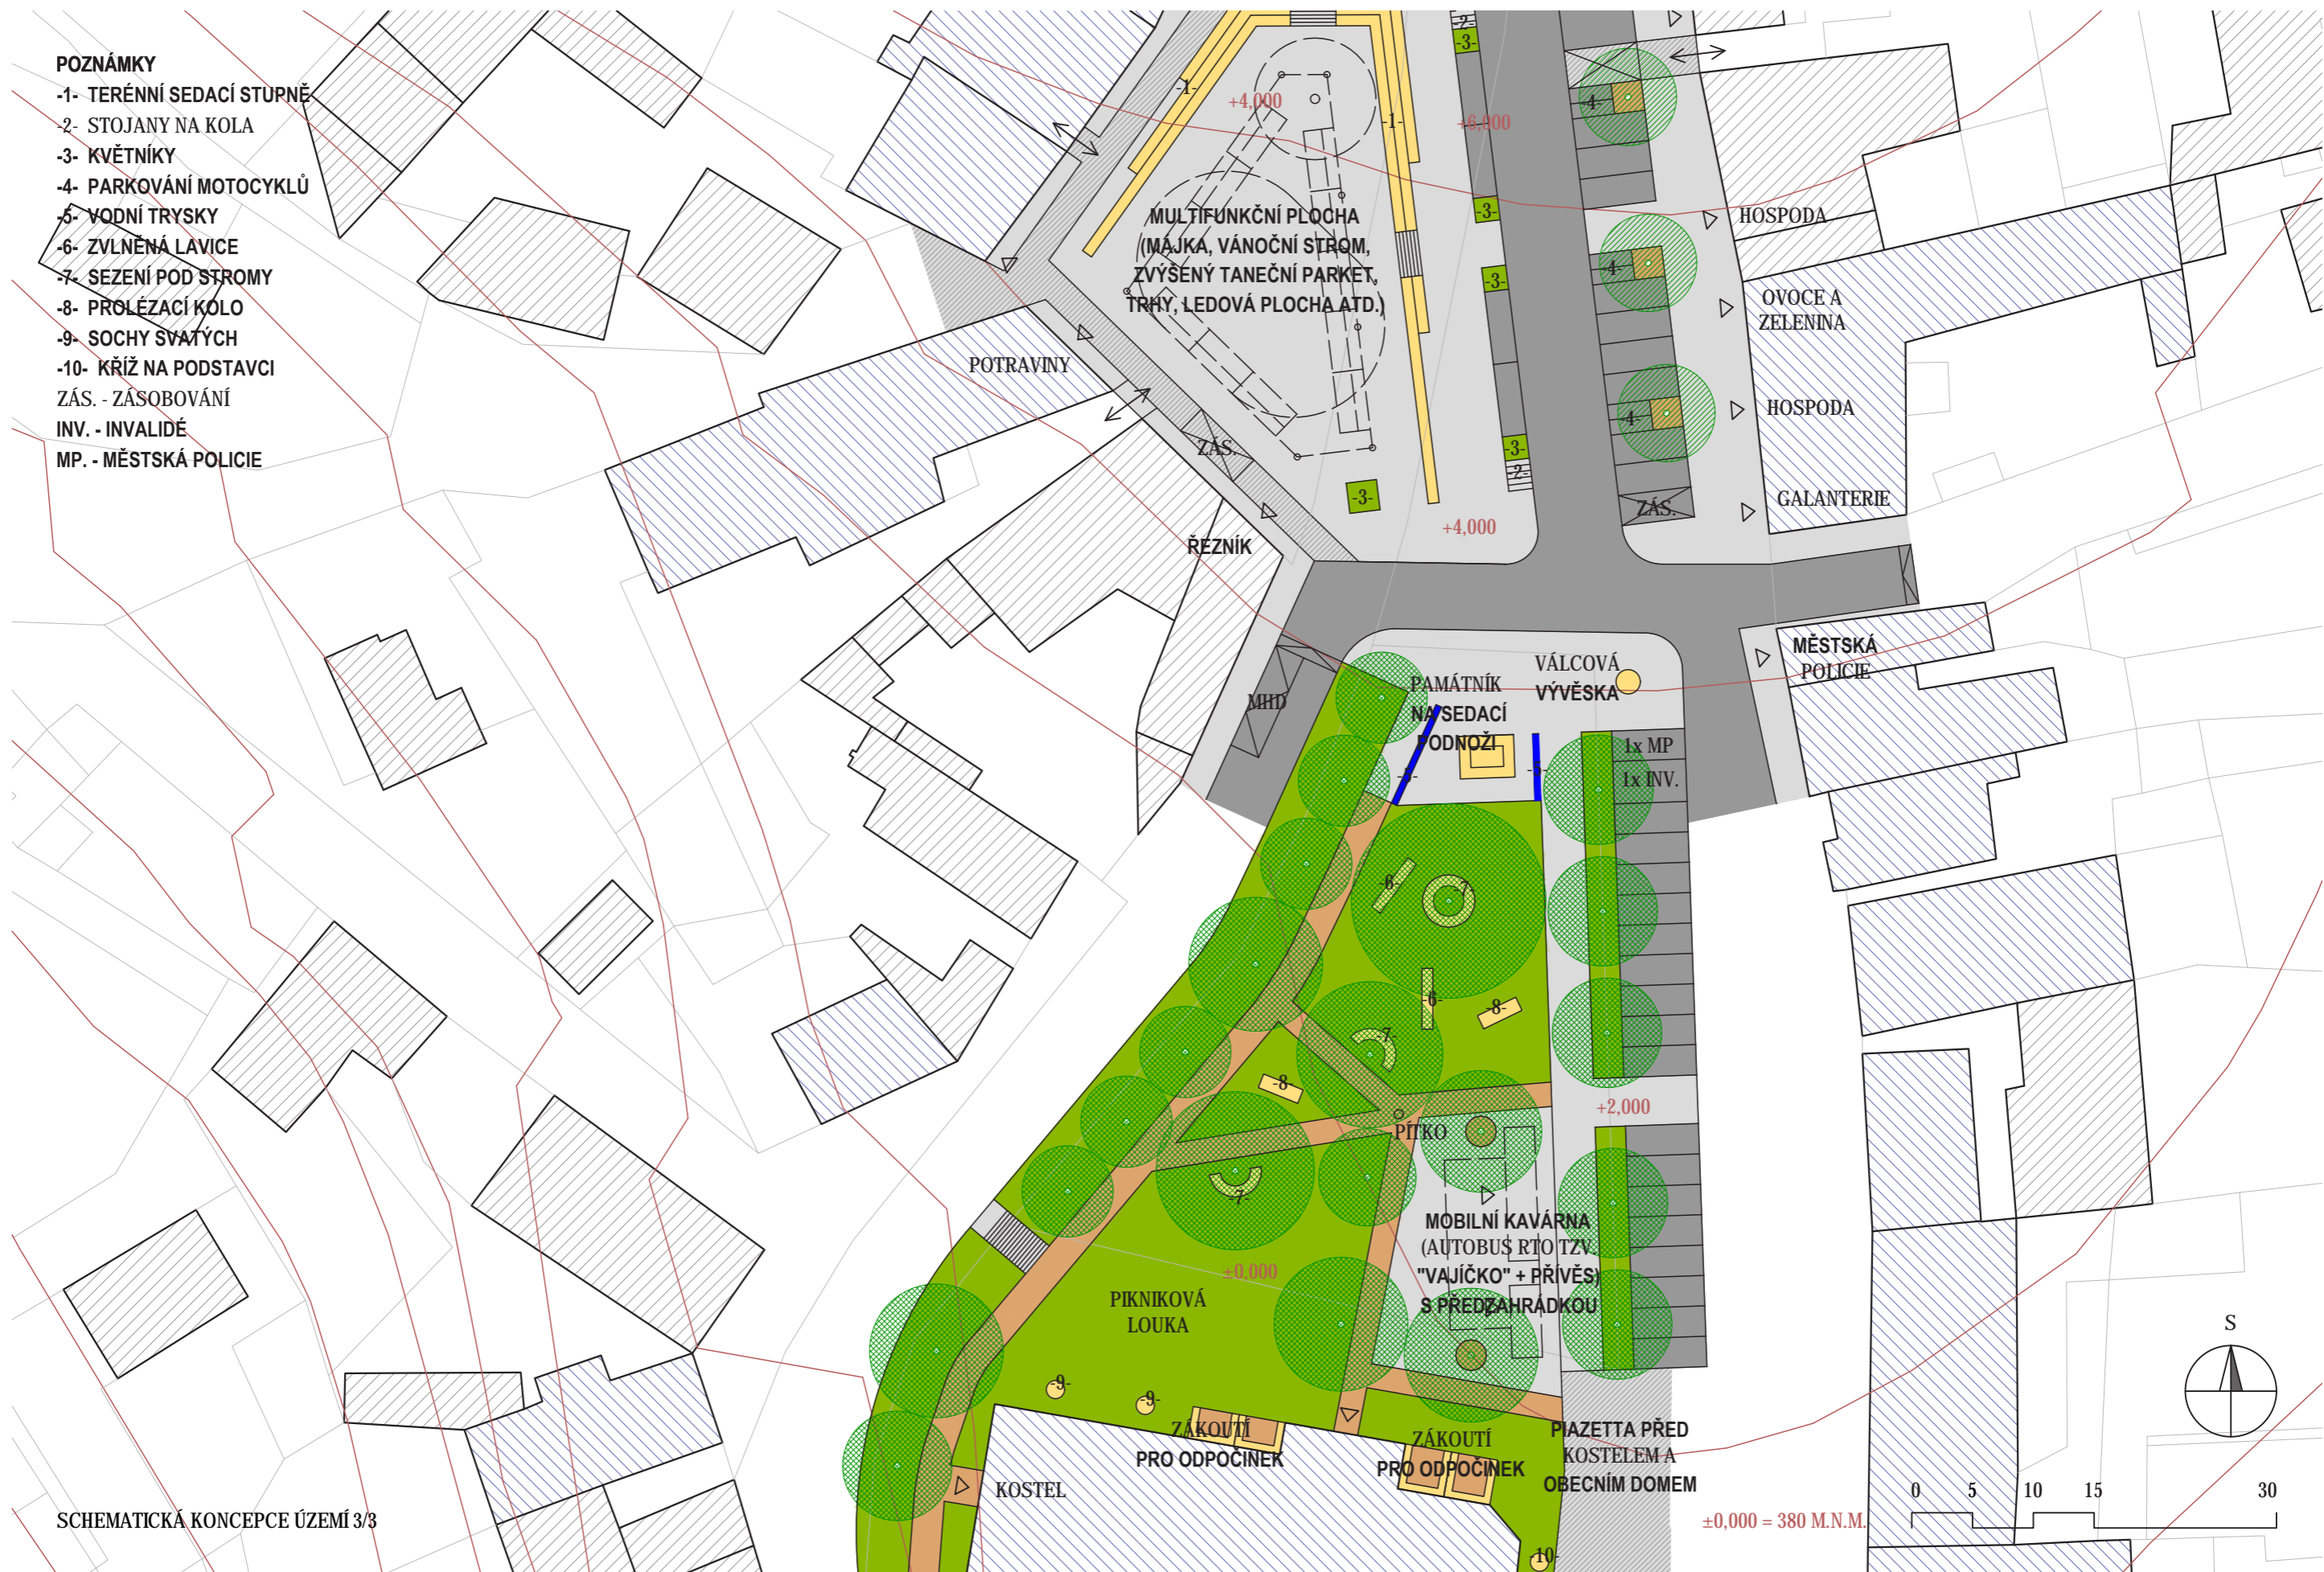 POZNÁMKY
-1- TERÉNNÍ SEDACÍ STUPNĚ
-2- STOJANY NA KOLA
-3- KVĚTNÍKY
-4- PARKOVÁNÍ MOTOCYKLŮ
-5- VODNÍ TRYSKY
-6- ZVLNĚNÁ LAVICE
-7- SEZENÍ POD STROMY
-8- PROLÉZACÍ KOLO
-9- SOCHY SVATÝCH
-10- KŘÍŽ NA PODSTAVCI
ZÁS. - ZÁSOBOVÁNÍ
INV. - INVALIDÉ
MP. - MĚSTSKÁ POLICIE
-2-
-3-
-1-
+4,000
-1-
+6,000
-4-
MULTIFUNKČNÍ PLOCHA
(MÁJKA, VÁNOČNÍ STROM,
ZVÝŠENÝ TANEČNÍ PARKET,
TRHY, LEDOVÁ PLOCHA ATD.)
-3-
-3-
-4-
HOSPODA
OVOCE A
ZELENINA
POTRAVINY
-4-
HOSPODA
ZÁS.
-3-
-2-
-3-
ZÁS.
GALANTERIE
+4,000
ŘEZNÍK
MĚSTSKÁ
POLICIE
VÁLCOVÁ
VÝVĚSKA
MHD
PAMÁTNÍK
NA SEDACÍ
PODNOŽI
-5-
-5-
1x MP
1x INV.
-6-
-7-
-6-
-8-
-7-
-8-
+2,000
PÍTKO
-7-
MOBILNÍ KAVÁRNA
(AUTOBUS RTO TZV.
"VAJÍČKO" + PŘÍVĚS)
S PŘEDZAHRÁDKOU
±0,000
PIKNIKOVÁ
LOUKA
S
-9-
-9-
ZÁKOUTÍ
PRO ODPOČINEK
ZÁKOUTÍ
PRO ODPOČINEK
PIAZETTA PŘED
KOSTELEM A
OBECNÍM DOMEM
KOSTEL
0 5 10 15 30
SCHEMATICKÁ KONCEPCE ÚZEMÍ 3/3
±0,000 = 380 M.N.M.
-10-